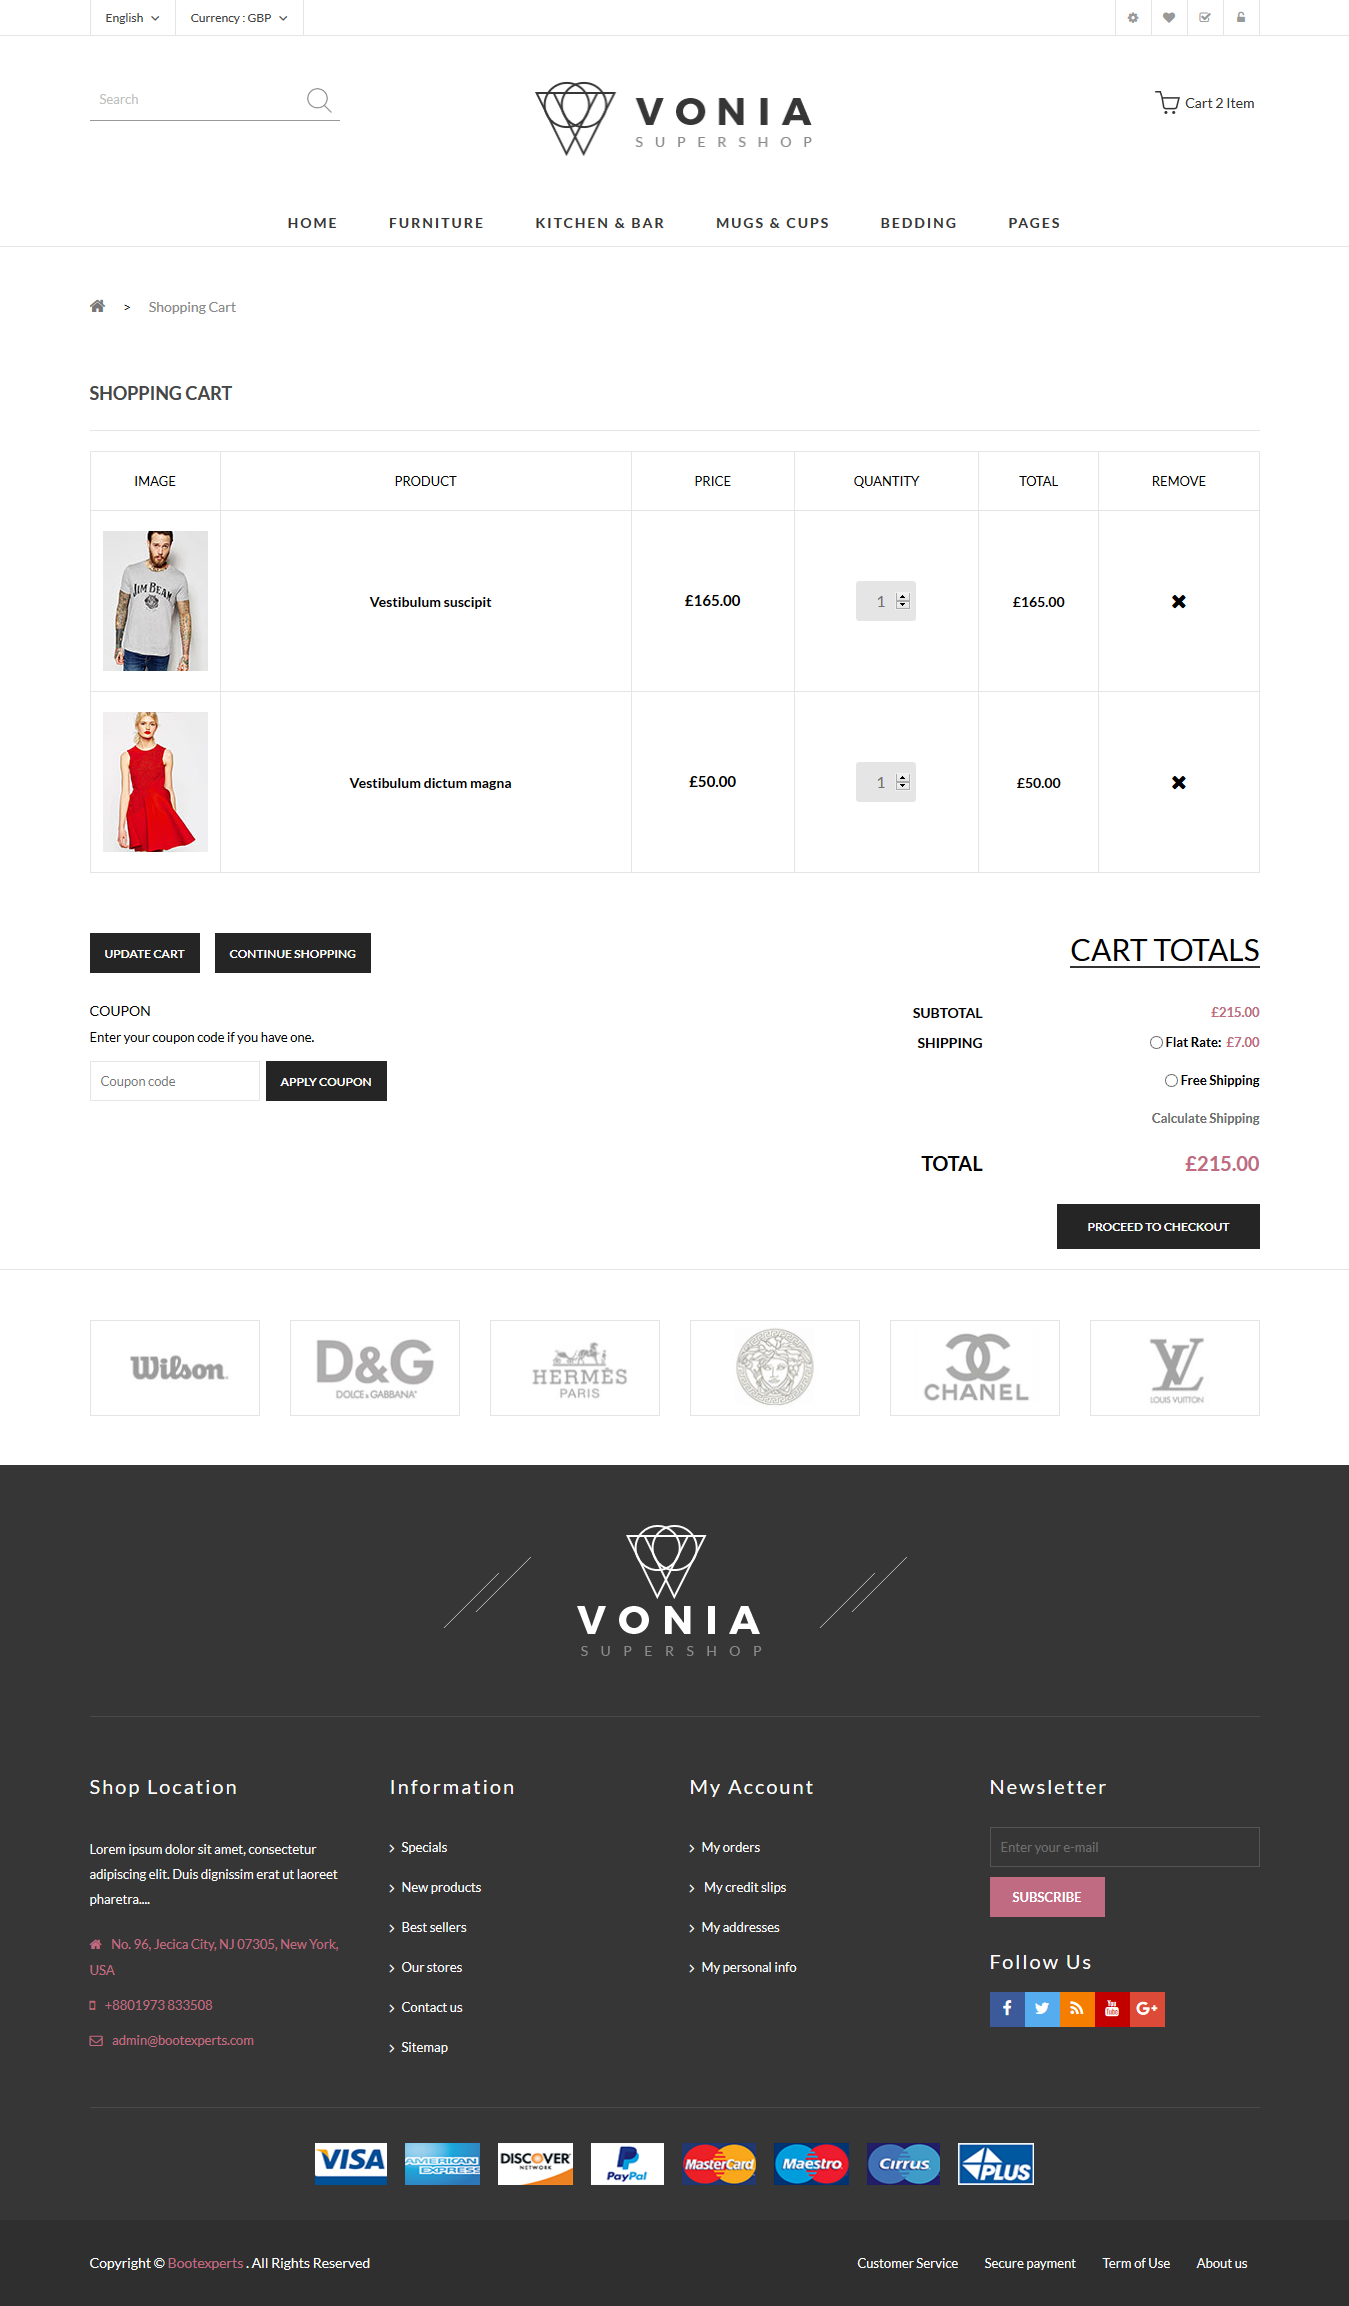 English
Currency : GBP
Search
VONIA
SUPERSHOP
Cart 2 Item
HOME
FURNITURE
KITCHEN & BAR
MUGS & CUPS
BEDDING
PAGES
>
Shopping Cart
SHOPPING CART
IMAGE
PRODUCT
PRICE
QUANTITY
TOTAL
REMOVE
JIM BEAM
Vestibulum suscipit
£165.00
1
£165.00
Vestibulum dictum magna
£50.00
1
£50.00
UPDATE CART
CONTINUE SHOPPING
COUPON
Enter your coupon code if you have one.
Coupon code
APPLY COUPON
CART TOTALS
SUBTOTAL
£215.00
SHIPPING
Flat Rate: £7.00
Free Shipping
Calculate Shipping
TOTAL
£215.00
PROCEED TO CHECKOUT
Wilson
D&G
DOLCE & GABBANA
HERMÈS
PARIS
CHANEL
LV
LOUIS VUITTON
VONIA
SUPERSHOP
Shop Location
Lorem ipsum dolor sit amet, consectetur
adipiscing elit. Duis dignissim erat ut laoreet
pharetra....
No. 96, Jecica City, NJ 07305, New York,
USA
+8801973 833508
admin@bootexperts.com
Information
Specials
New products
Best sellers
Our stores
Contact us
Sitemap
My Account
My orders
My credit slips
My addresses
My personal info
Newsletter
Enter your e-mail
SUBSCRIBE
Follow Us
f
You
Tube
G+
VISA
AMERICAN
EXPRESS
DISCOVER
NETWORK
PayPal
MasterCard
Maestro
Cirrus
PLUS
Copyright © Bootexperts . All Rights Reserved
Customer Service
Secure payment
Term of Use
About us